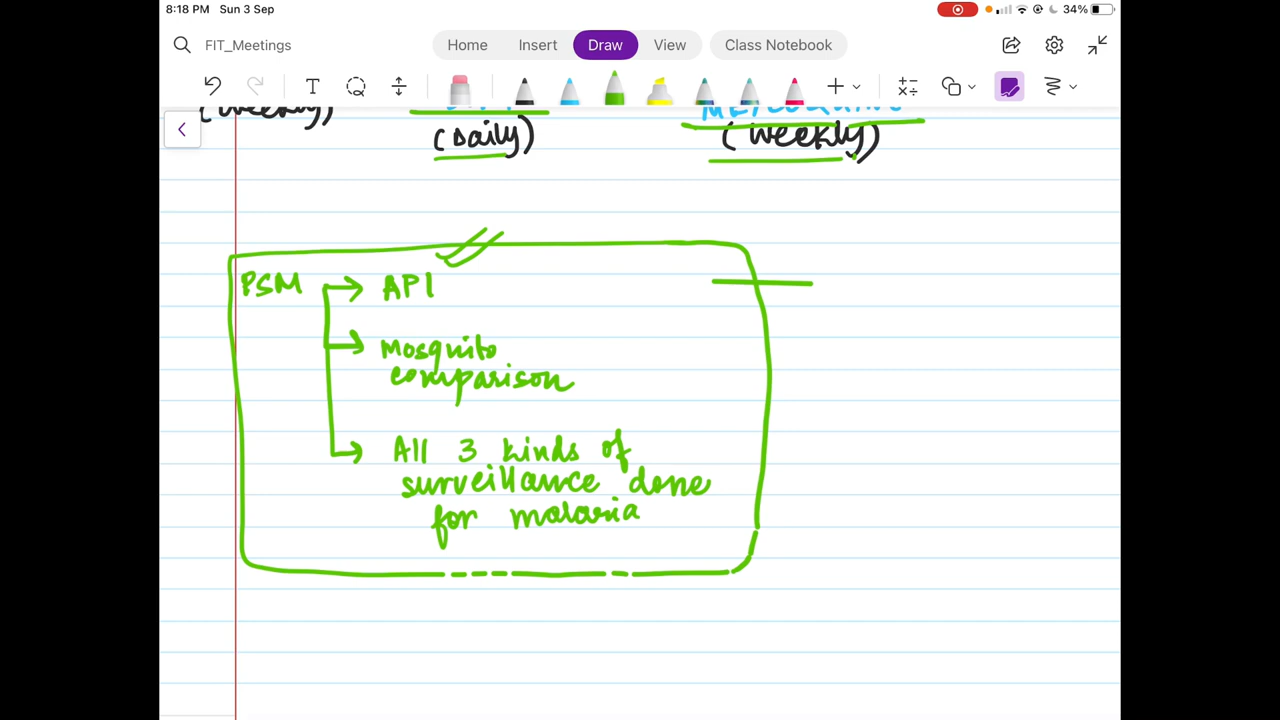 8:18 PM Sun 3 Sep
34%
FIT_Meetings
Home Insert Draw View Class Notebook
T
(weekly)
(Daily)
(weekly)
PSM → API
→ Mosquito
comparison
→ All 3 kinds of
surveillance done
for malaria